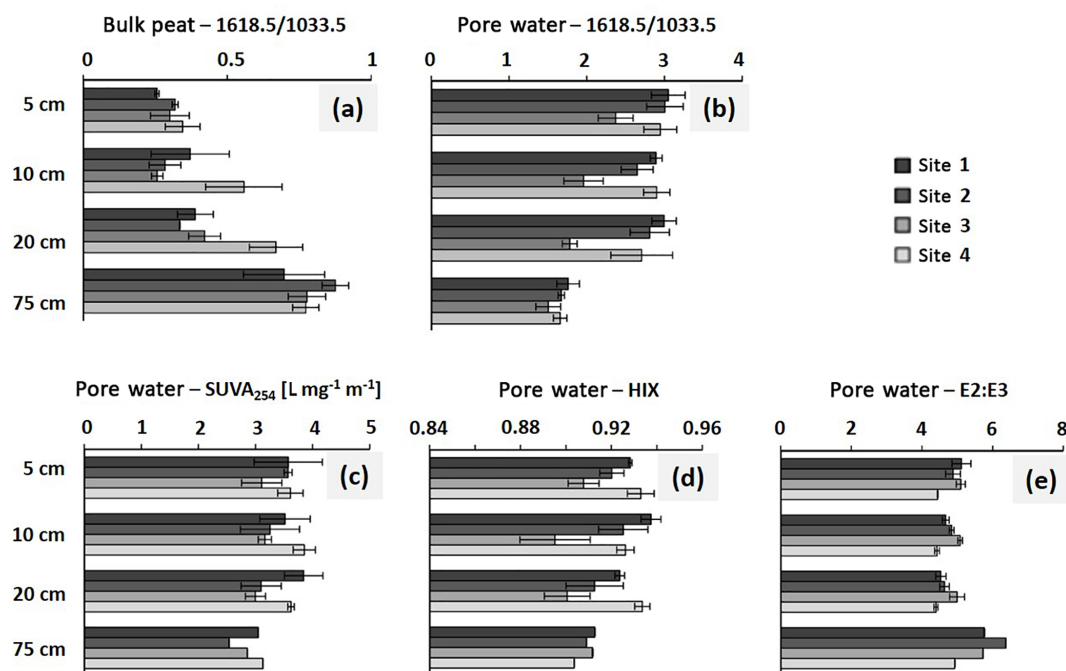 Bulk peat – 1618.5/1033.5
Pore water – 1618.5/1033.5
0 0.5 1
0 1 2 3 4
5 cm
10 cm
20 cm
75 cm
(a)
(b)
Site 1
Site 2
Site 3
Site 4
Pore water – SUVA254 [L mg-1 m-1]
Pore water – HIX
Pore water – E2:E3
0 1 2 3 4 5
0.84 0.88 0.92 0.96
0 2 4 6 8
5 cm
10 cm
20 cm
75 cm
(c)
(d)
(e)